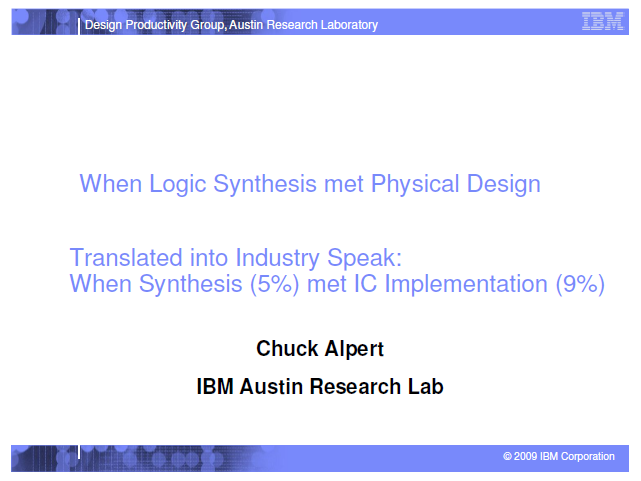 Design Productivity Group, Austin Research Laboratory
IBM
When Logic Synthesis met Physical Design
Translated into Industry Speak:
When Synthesis (5%) met IC Implementation (9%)
Chuck Alpert
IBM Austin Research Lab
© 2009 IBM Corporation